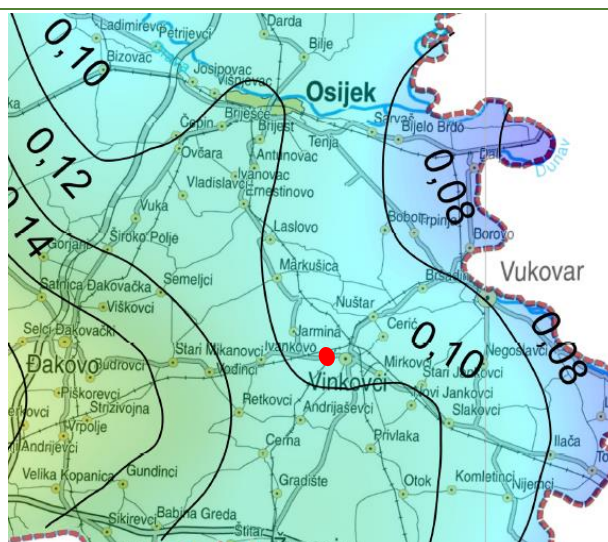 Ladimirevci
Petrijevci
Darda
Bilje
0,10
Bizovac
Josipovac
Višnjevac
Osijek
Čepin
Briješće
Brijest
Sarvaš
Bijelo Brdo
Tenja
Dalj
Dunav
Ovčara
Antunovac
0,12
Ivanovac
Vladislavci
Ernestinovo
0,08
Vuka
Bobota
Trpinja
0,14
Široko Polje
Laslovo
Borovo
Gorjani
Vukovar
Markušica
Satnica Đakovačka
Semeljci
Viškovci
Nuštar
Jarmina
Cerić
0,08
Selci Đakovački
Ivankovo
0,10
Negoslavci
Đakovo
Budrovci
Stari Mikanovci
Vođinci
Vinkovci
Mirkovci
Stari Jankovci
Piškorevci
Novi Jankovci
Strizivojna
Retkovci
Andrijaševci
Slakovci
Vrpolje
Andrijevci
Cerna
Privlaka
Ilača
Velika Kopanica
Gundinci
Gradište
Otok
Komletinci
Nijemci
Sikirevci
Babina Greda
Štitar